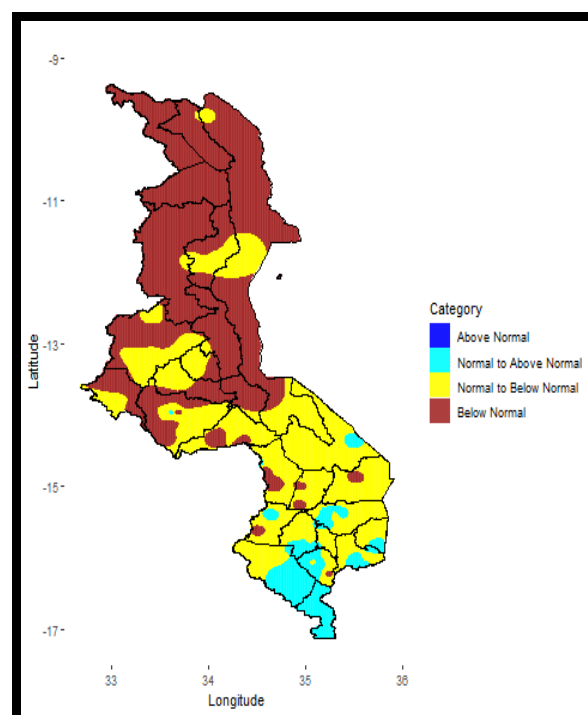 -9
-11
-13
-15
-17
Latitude
33
34
35
36
Longitude
Category
Above Normal
Normal to Above Normal
Normal to Below Normal
Below Normal